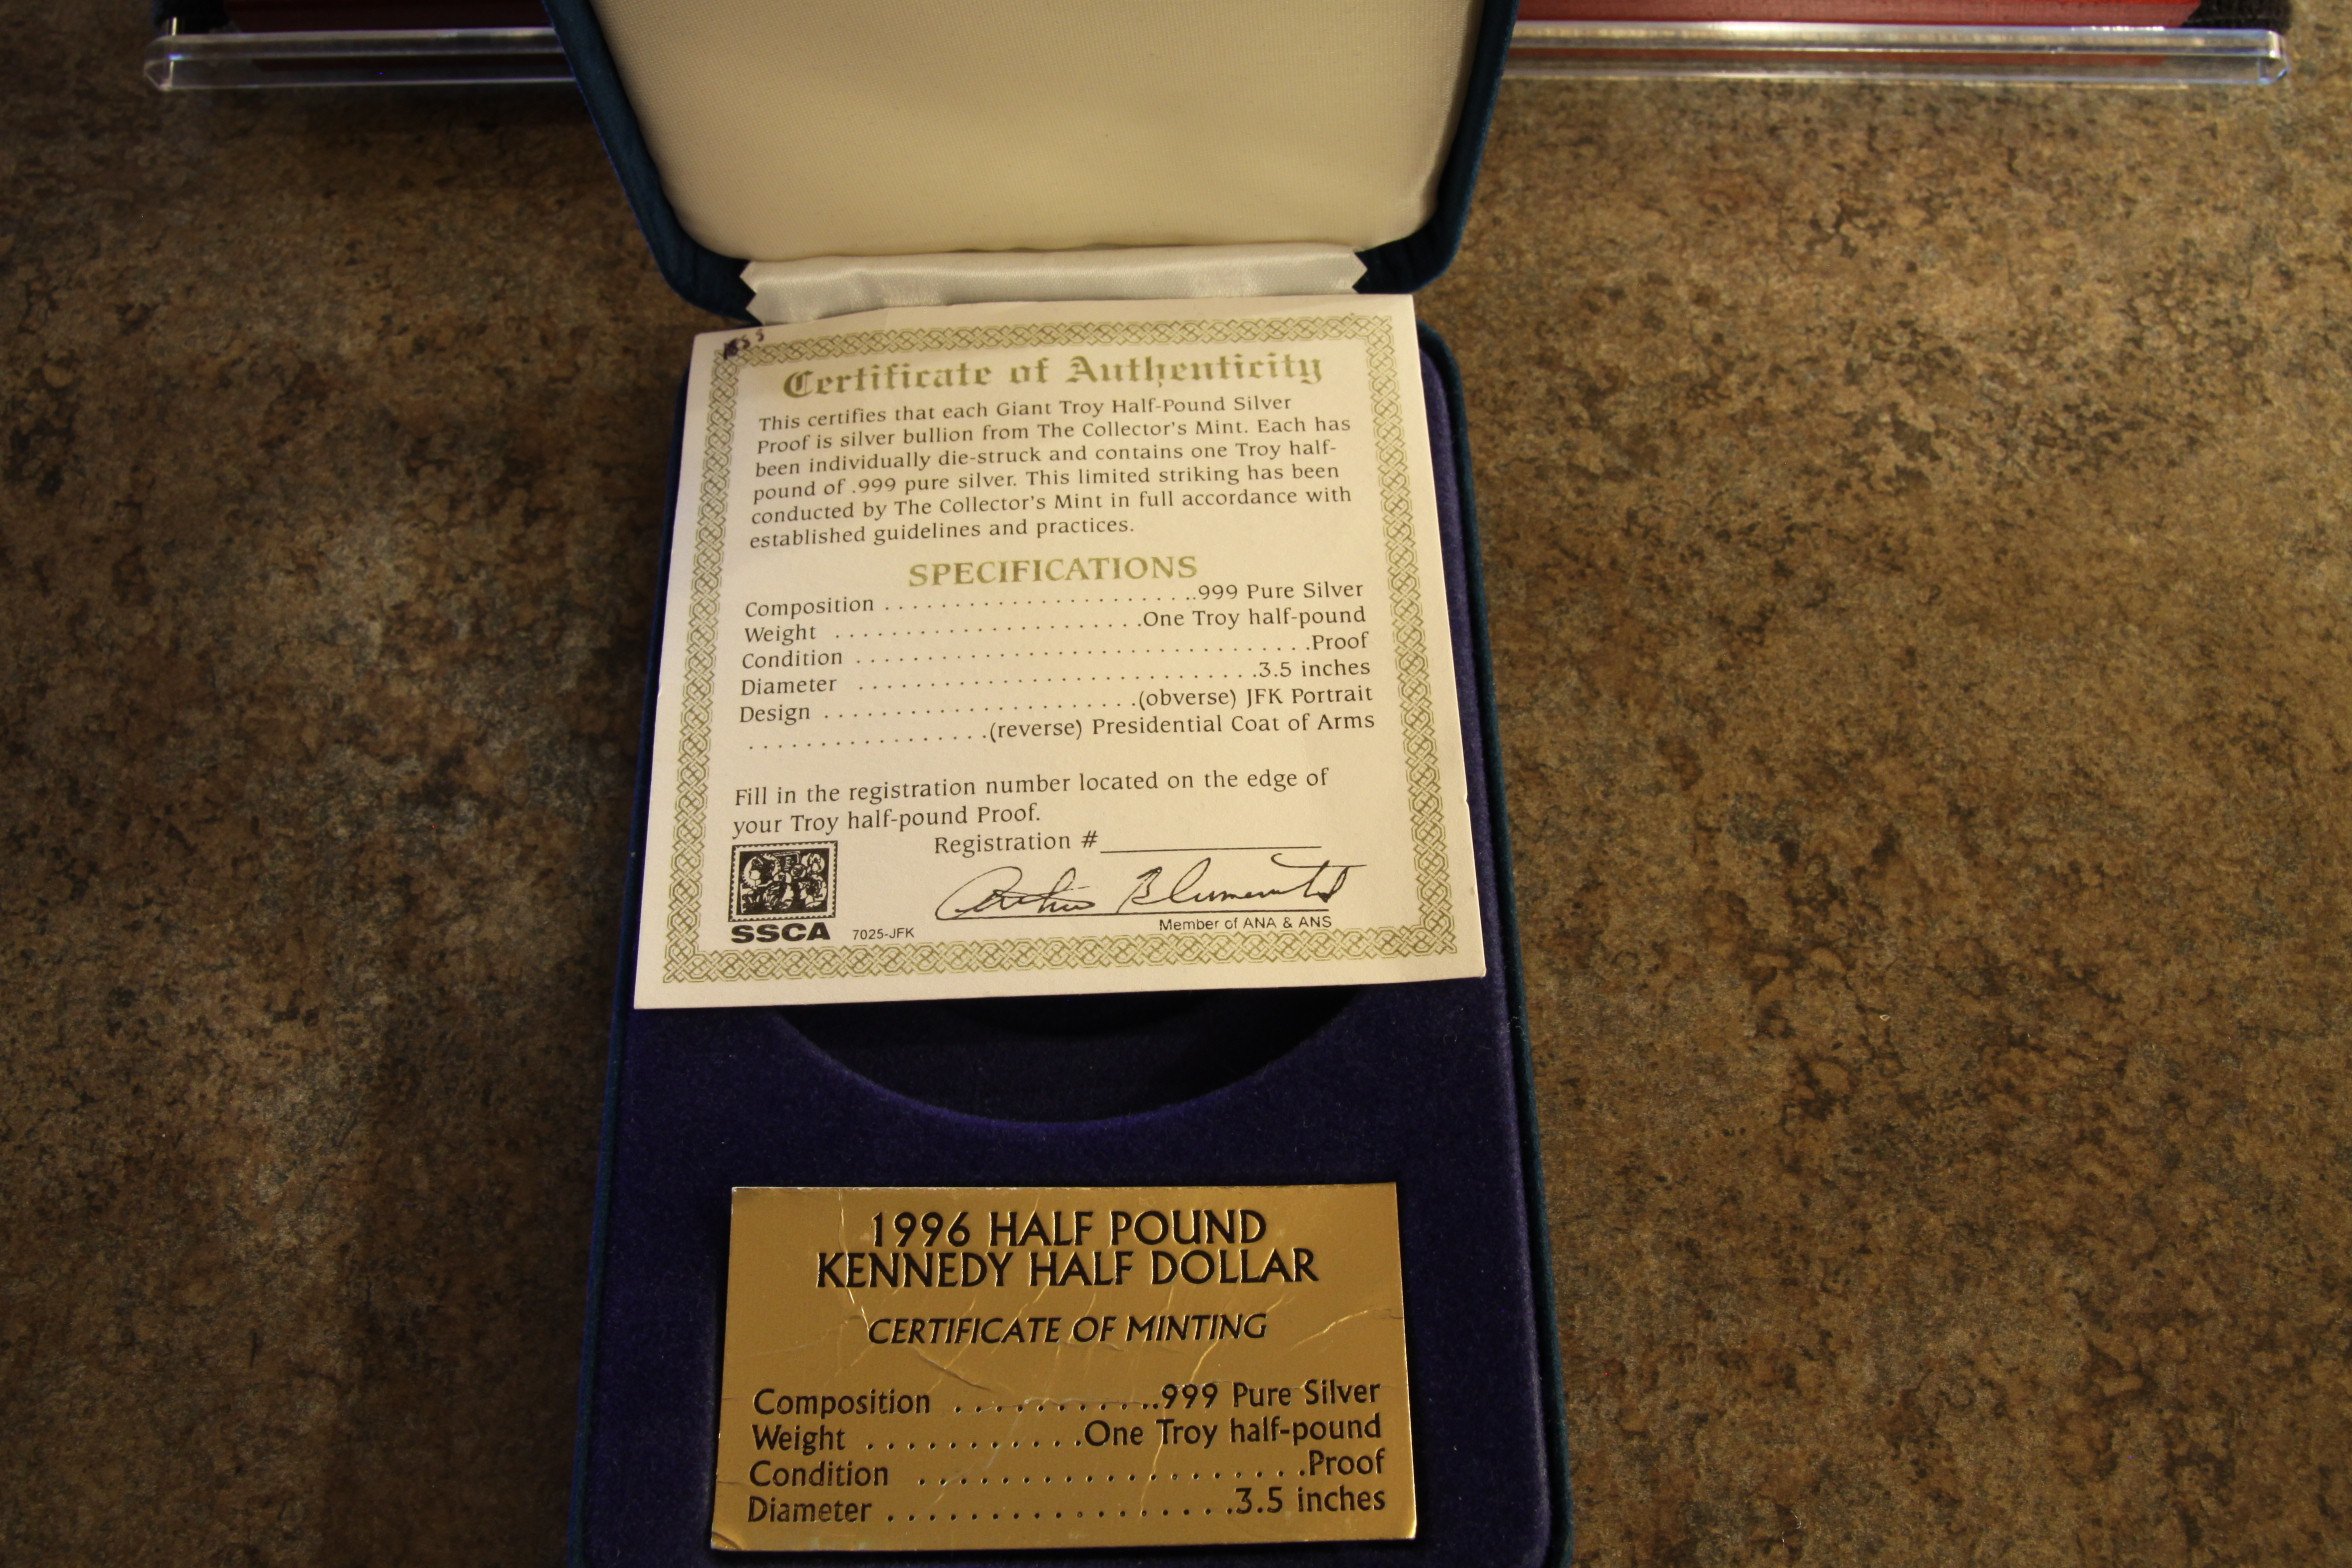 Certificate of Authenticity
This certifies that each Giant Troy Half-Pound Silver
Proof is silver bullion from The Collector's Mint. Each has
been individually die-struck and contains one Troy half-
pound of .999 pure silver. This limited striking has been
conducted by The Collector's Mint in full accordance with
established guidelines and practices.
SPECIFICATIONS
Composition . . . . . . . . . . . . . . . . . . . . . . ..999 Pure Silver
Weight . . . . . . . . . . . . . . . . . . . . . .One Troy half-pound
Condition . . . . . . . . . . . . . . . . . . . . . . . . . . . . . . . .Proof
Diameter . . . . . . . . . . . . . . . . . . . . . . . . . . . .3.5 inches
Design . . . . . . . . . . . . . . . . . . . . . .(obverse) JFK Portrait
. . . . . . . . . . . . . . . . .(reverse) Presidential Coat of Arms
Fill in the registration number located on the edge of
your Troy half-pound Proof.
Registration #____________________
Member of ANA & ANS
SSCA 7025-JFK
1996 HALF POUND
KENNEDY HALF DOLLAR
CERTIFICATE OF MINTING
Composition . . . . . . . . . . ..999 Pure Silver
Weight . . . . . . . . . . .One Troy half-pound
Condition . . . . . . . . . . . . . . . . . . .Proof
Diameter . . . . . . . . . . . . . . . . .3.5 inches